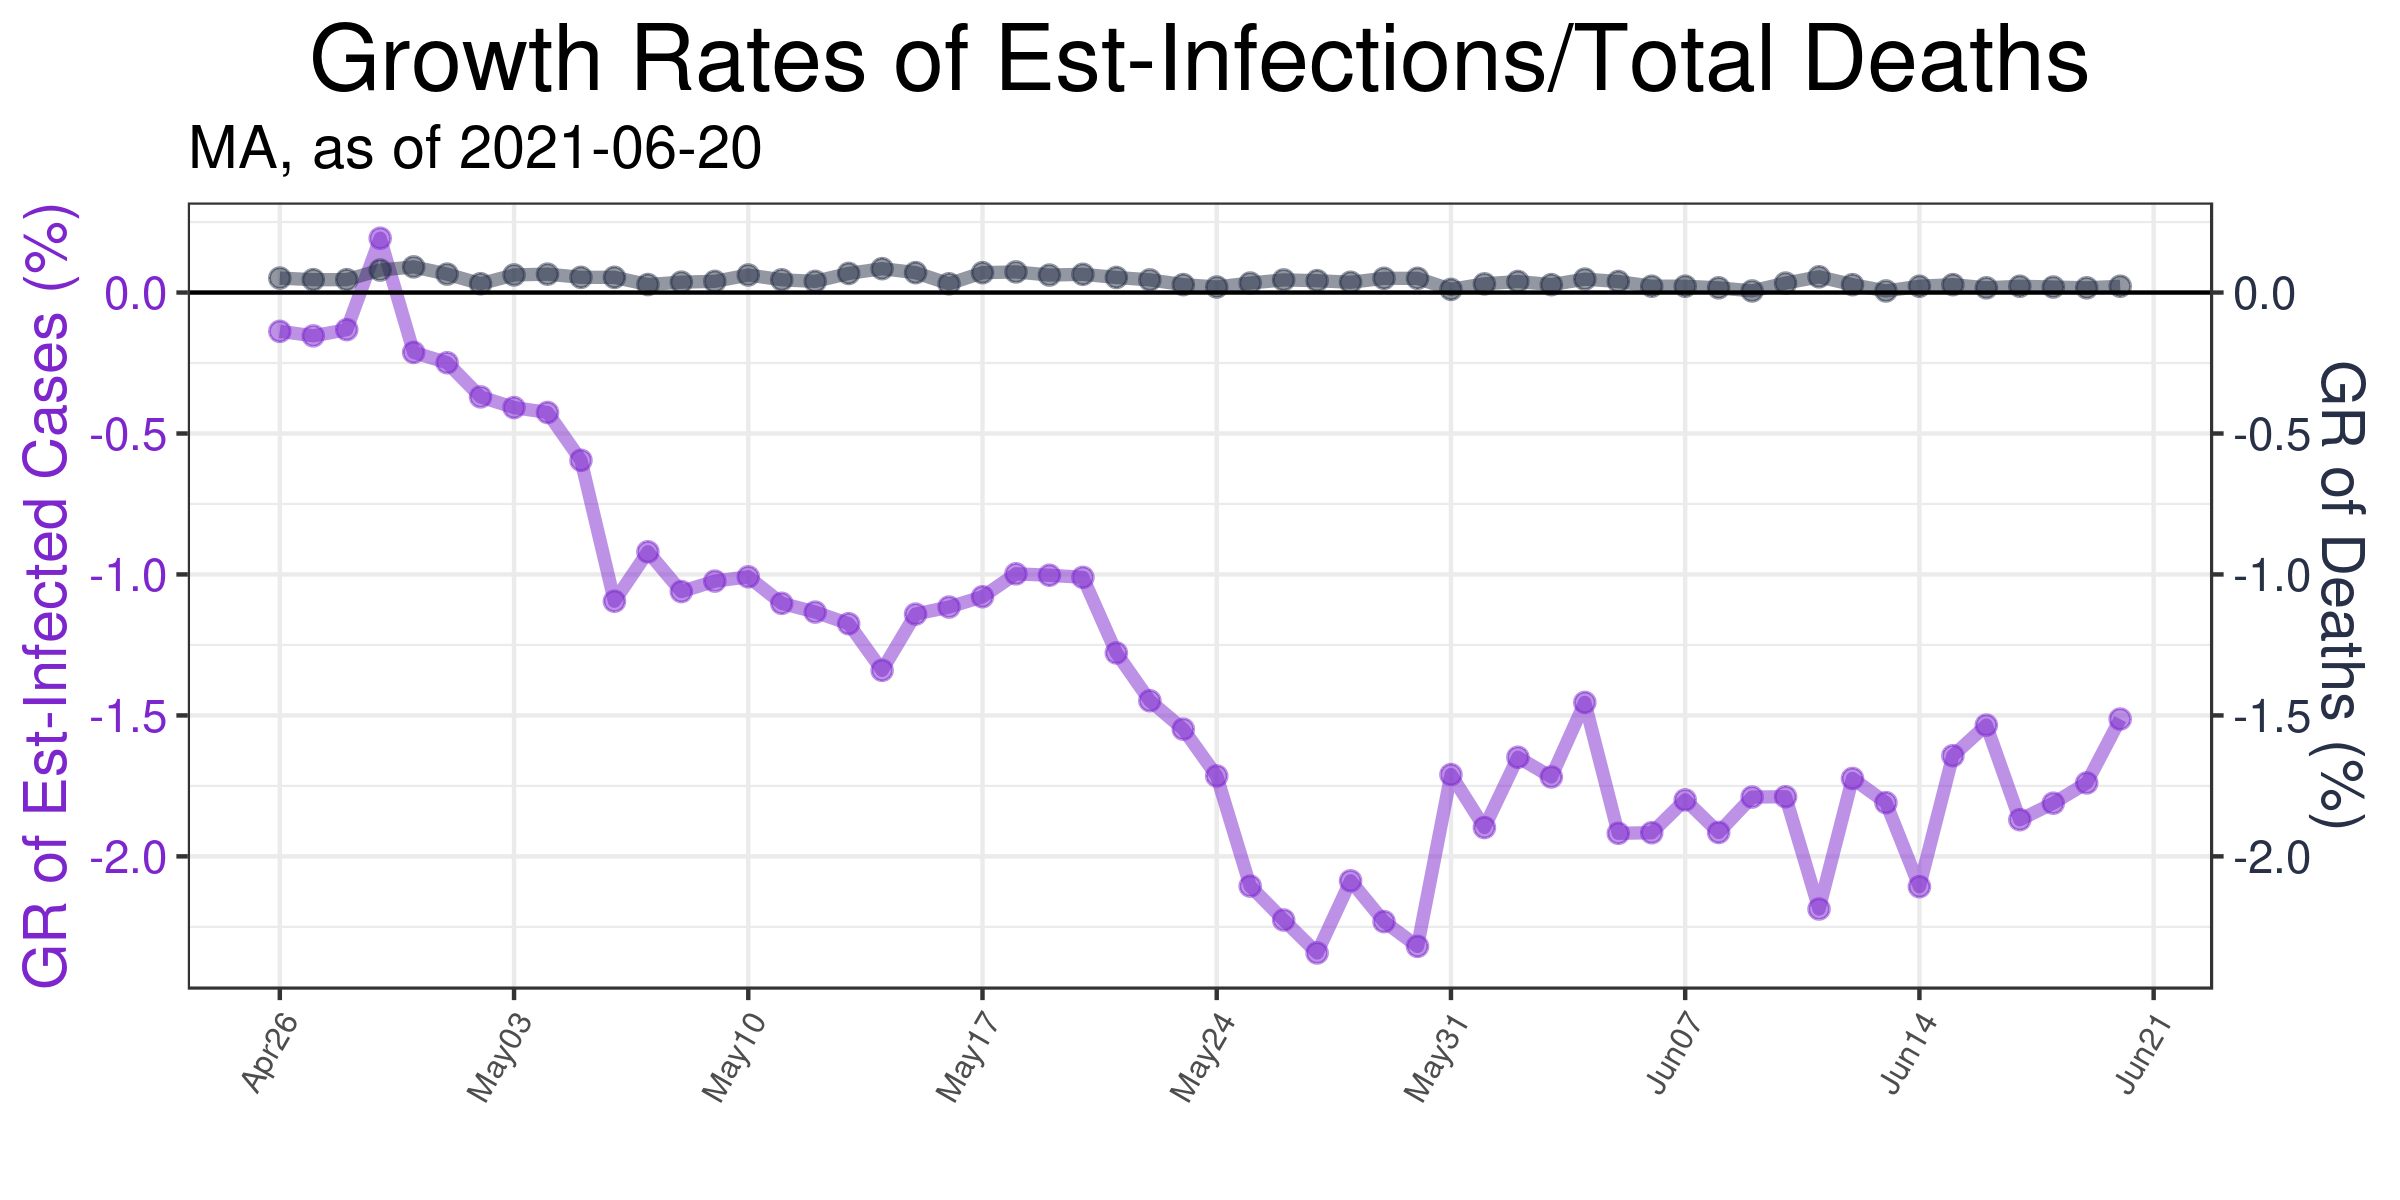 Growth Rates of Est-Infections/Total Deaths
MA, as of 2021-06-20
GR of Est-Infected Cases (%)
0.0
-0.5
-1.0
-1.5
-2.0
0.0
-0.5
-1.0
-1.5
-2.0
GR of Deaths (%)
Apr26
May03
May10
May17
May24
May31
Jun07
Jun14
Jun21